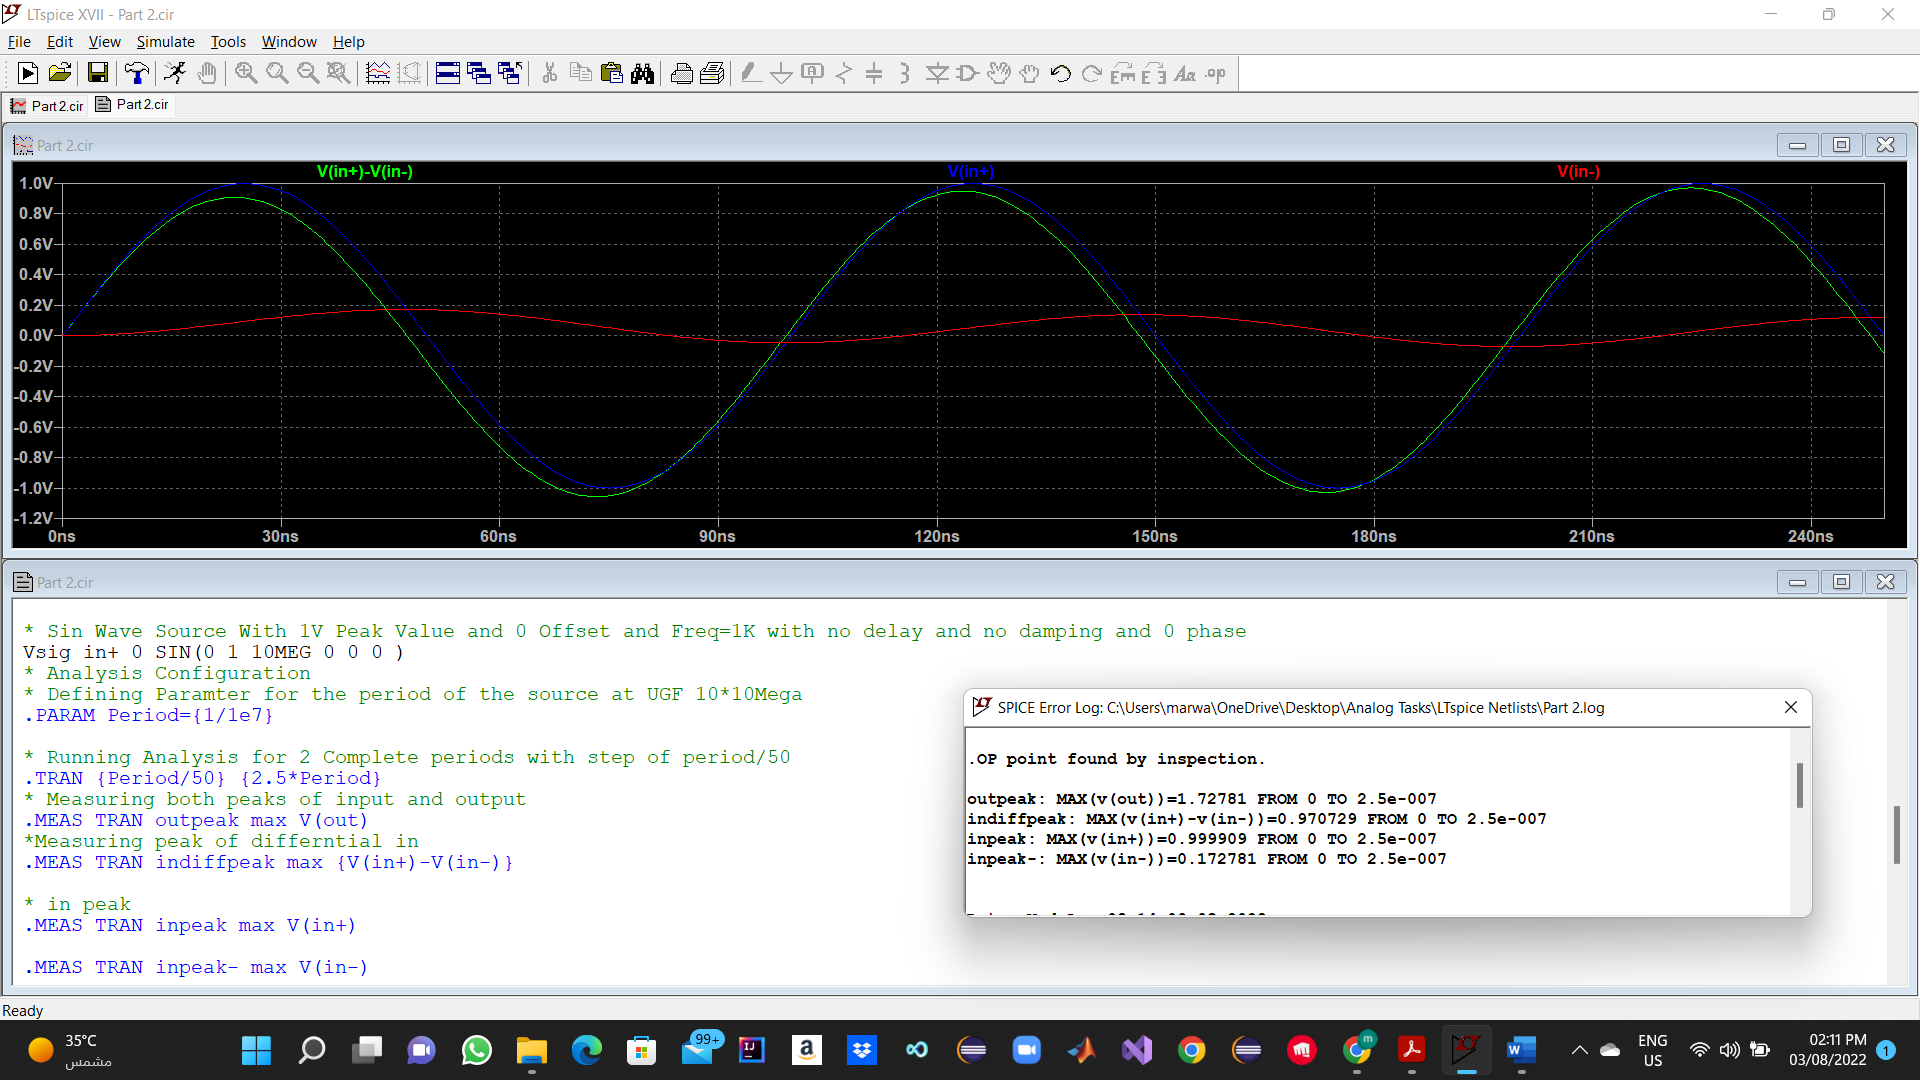 LTspice XVII - Part 2.cir
File Edit View Simulate Tools Window Help
Part 2.cir Part 2.cir
Part 2.cir
V(in+)-V(in-) V(in+) V(in-)
1.0V
0.8V
0.6V
0.4V
0.2V
0.0V
-0.2V
-0.4V
-0.6V
-0.8V
-1.0V
-1.2V
0ns 30ns 60ns 90ns 120ns 150ns 180ns 210ns 240ns
Part 2.cir
* Sin Wave Source With 1V Peak Value and 0 Offset and Freq=1K with no delay and no damping and 0 phase
Vsig in+ 0 SIN(0 1 10MEG 0 0 0 )
* Analysis Configuration
* Defining Paramter for the period of the source at UGF 10*10Mega
.PARAM Period={1/1e7}
* Running Analysis for 2 Complete periods with step of period/50
.TRAN {Period/50} {2.5*Period}
* Measuring both peaks of input and output
.MEAS TRAN outpeak max V(out)
*Measuring peak of differntial in
.MEAS TRAN indiffpeak max {V(in+)-V(in-)}
* in peak
.MEAS TRAN inpeak max V(in+)
.MEAS TRAN inpeak- max V(in-)
SPICE Error Log: C:\Users\marwa\OneDrive\Desktop\Analog Tasks\LTspice Netlists\Part 2.log
.OP point found by inspection.
outpeak: MAX(v(out))=1.72781 FROM 0 TO 2.5e-007
indiffpeak: MAX(v(in+)-v(in-))=0.970729 FROM 0 TO 2.5e-007
inpeak: MAX(v(in+))=0.999909 FROM 0 TO 2.5e-007
inpeak-: MAX(v(in-))=0.172781 FROM 0 TO 2.5e-007
Ready
35°C
مشمس
99+
ENG
US
02:11 PM
03/08/2022
1